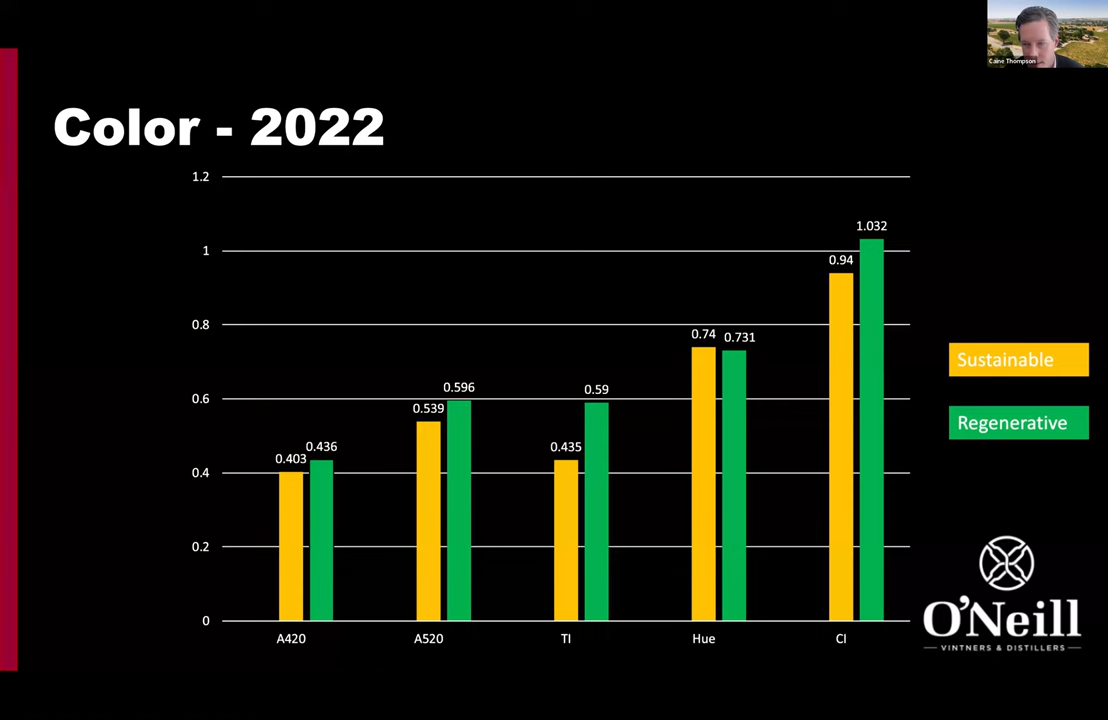 Caine Thompson
Color - 2022
1.2
1
0.8
0.6
0.4
0.2
0
0.403
0.436
0.539
0.596
0.435
0.59
0.74
0.731
0.94
1.032
A420
A520
TI
Hue
CI
Sustainable
Regenerative
O'Neill
VINTNERS & DISTILLERS